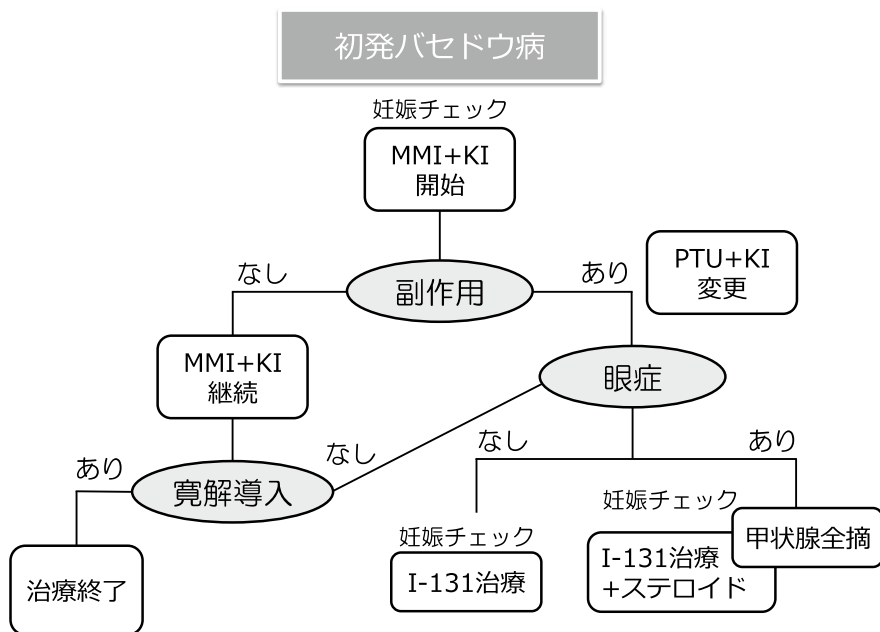 初発バセドウ病
妊娠チェック
MMI+KI
開始
なし
副作用
あり
PTU+KI
変更
MMI+KI
継続
眼症
あり
寛解導入
なし
なし
あり
治療終了
妊娠チェック
I-131治療
妊娠チェック
I-131治療
+ステロイド
甲状腺全摘